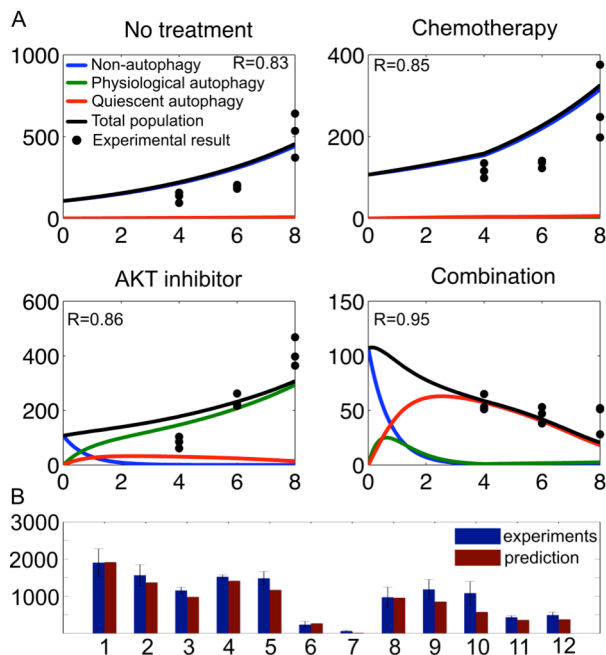 A
No treatment
Chemotherapy
1000
500
0
Non-autophagy
Physiological autophagy
Quiescent autophagy
Total population
Experimental result
R=0.83
0 2 4 6 8
400
200
0
R=0.85
0 2 4 6 8
AKT inhibitor
Combination
600
400
200
0
R=0.86
0 2 4 6 8
150
100
50
0
R=0.95
0 2 4 6 8
B
3000
2000
1000
experiments
prediction
1 2 3 4 5 6 7 8 9 10 11 12